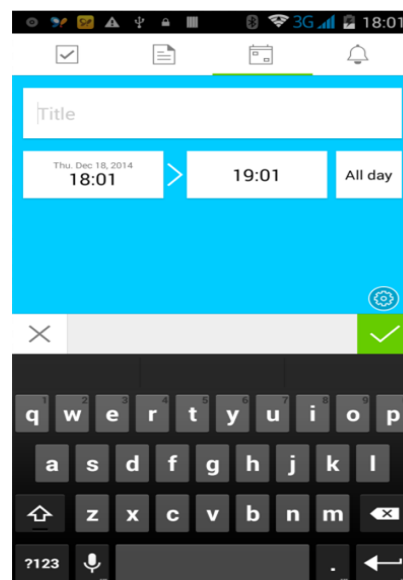 3G 18:01
Title
Thu. Dec 18, 2014
18:01
19:01
All day
1 2 3 4 5 6 7 8 9
q w e r t y u i o p
a s d f g h j k l
z x c v b n m
?123 .